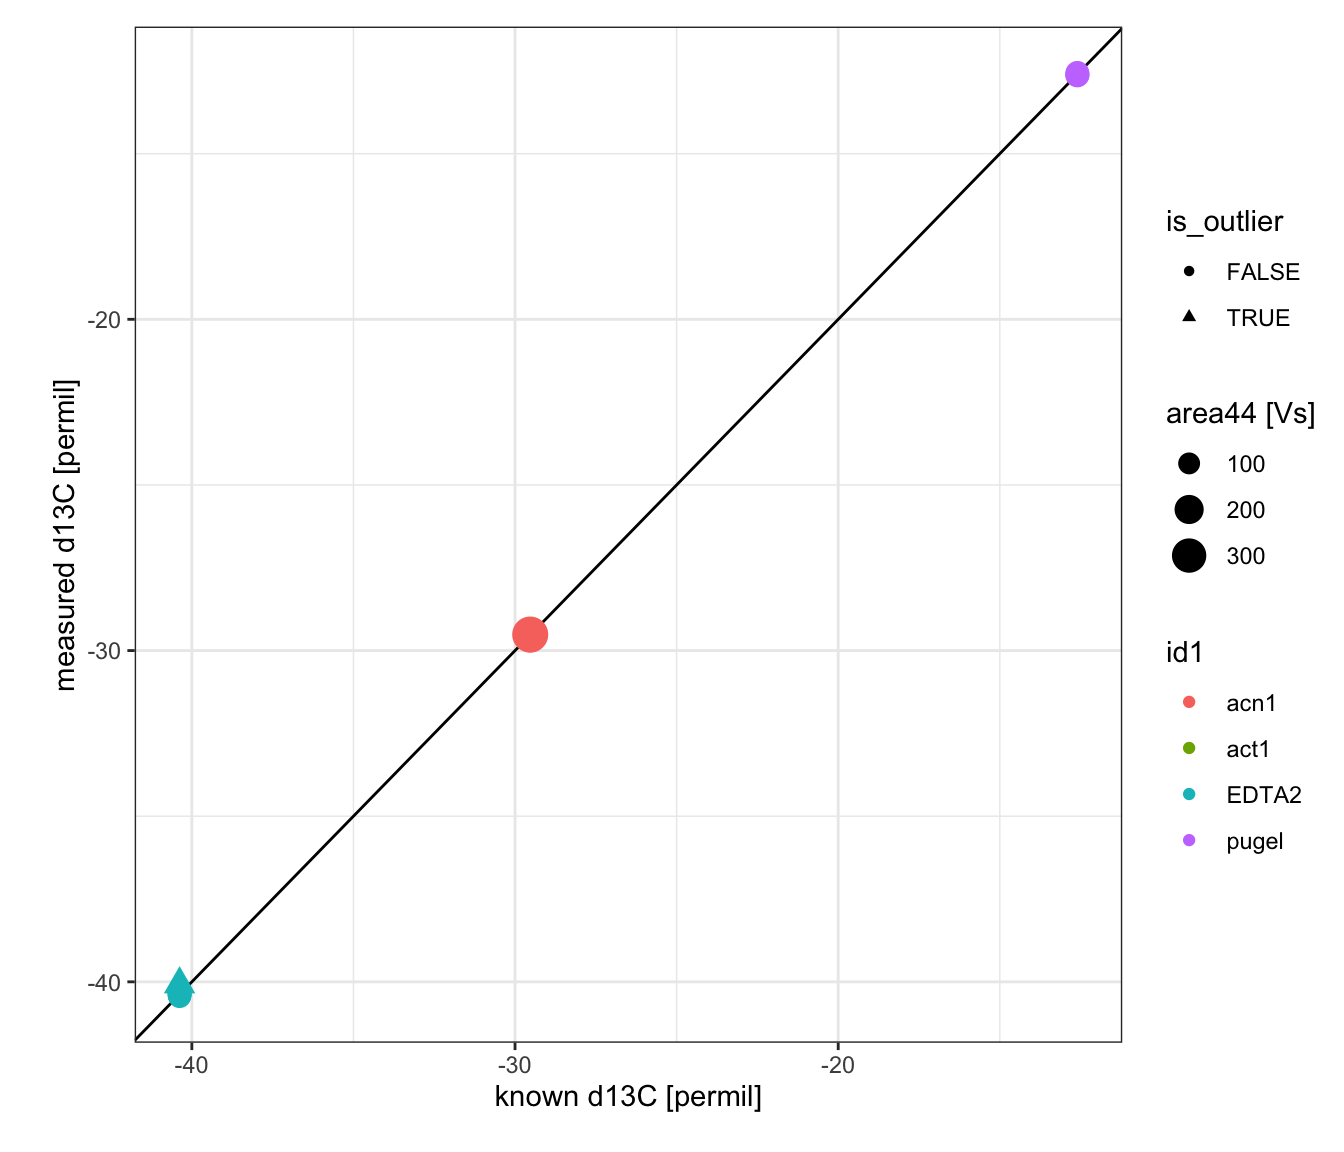 measured d13C [permil]
-20
-30
-40
-40 -30 -20
known d13C [permil]
is_outlier
FALSE
TRUE
area44 [Vs]
100
200
300
id1
acn1
act1
EDTA2
pugel